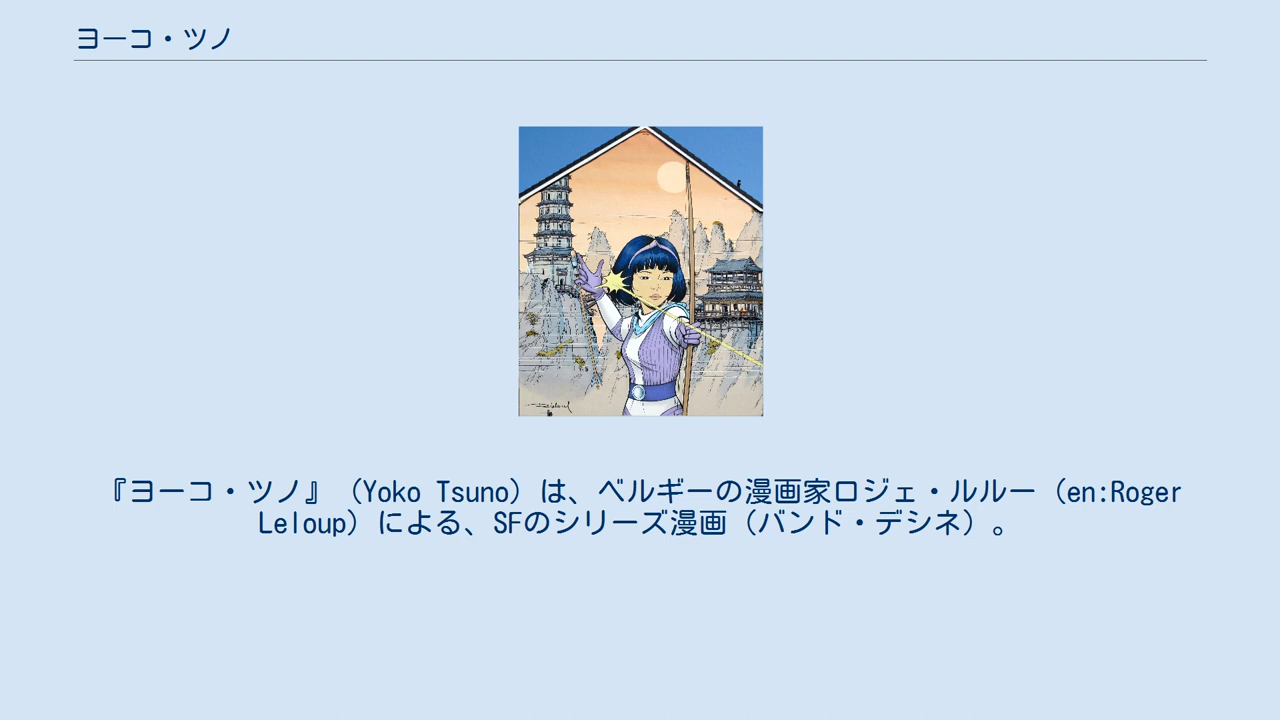 ヨーコ・ツノ
『ヨーコ・ツノ』（Yoko Tsuno）は、ベルギーの漫画家ロジェ・ルルー（en:Roger
Leloup）による、SFのシリーズ漫画（バンド・デシネ）。